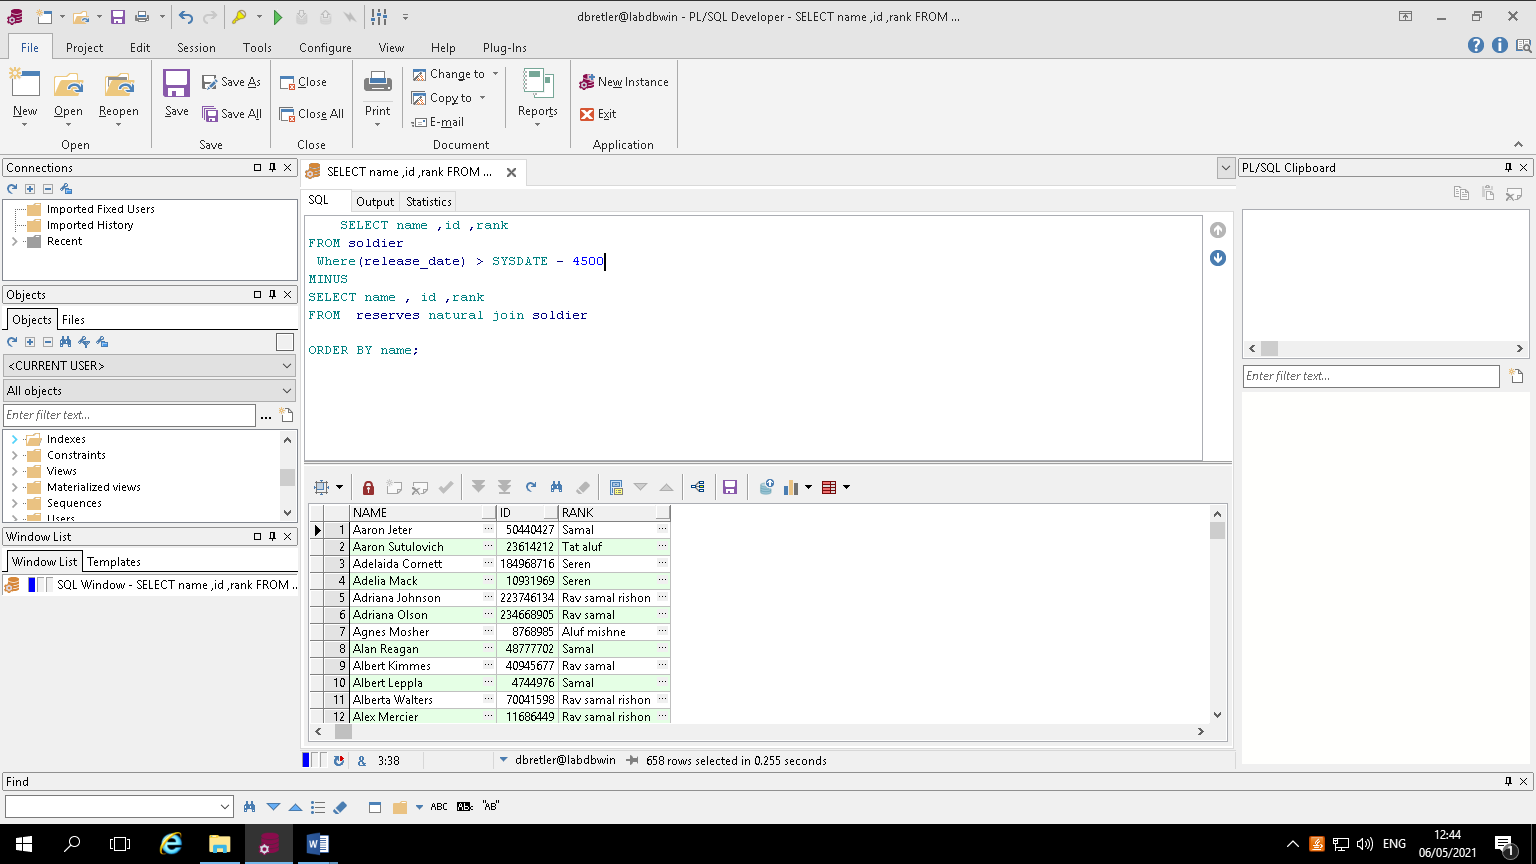 dbretler@labdbwin - PL/SQL Developer - SELECT name ,id ,rank FROM ...
File Project Edit Session Tools Configure View Help Plug-Ins
New Open Reopen
Open
Save Save As Save All
Save
Close Close All
Close
Print Change to Copy to E-mail Reports
Document
New Instance Exit
Application
Connections
Imported Fixed Users
Imported History
Recent
Objects
Objects Files
<CURRENT USER>
All objects
Enter filter text... ...
Indexes
Constraints
Views
Materialized views
Sequences
Users
Window List
Window List Templates
SQL Window - SELECT name ,id ,rank FROM ...
SELECT name ,id ,rank FROM ...
SQL Output Statistics
SELECT name ,id ,rank
FROM soldier
Where(release_date) > SYSDATE - 4500
MINUS
SELECT name , id ,rank
FROM reserves natural join soldier
ORDER BY name;
NAME ID RANK
1 Aaron Jeter ... 50440427 Samal ...
2 Aaron Sutulovich ... 23614212 Tat aluf ...
3 Adelaida Cornett ... 184968716 Seren ...
4 Adelia Mack ... 10931969 Seren ...
5 Adriana Johnson ... 223746134 Rav samal rishon ...
6 Adriana Olson ... 234668905 Rav samal ...
7 Agnes Mosher ... 8768985 Aluf mishne ...
8 Alan Reagan ... 48777702 Samal ...
9 Albert Kimmes ... 40945677 Rav samal ...
10 Albert Leppla ... 4744976 Samal ...
11 Alberta Walters ... 70041598 Rav samal rishon ...
12 Alex Mercier ... 11686449 Rav samal rishon ...
& 3:38 dbretler@labdbwin 658 rows selected in 0.255 seconds
PL/SQL Clipboard
Enter filter text...
Find
ABC AB "AB"
ENG 12:44
06/05/2021
1